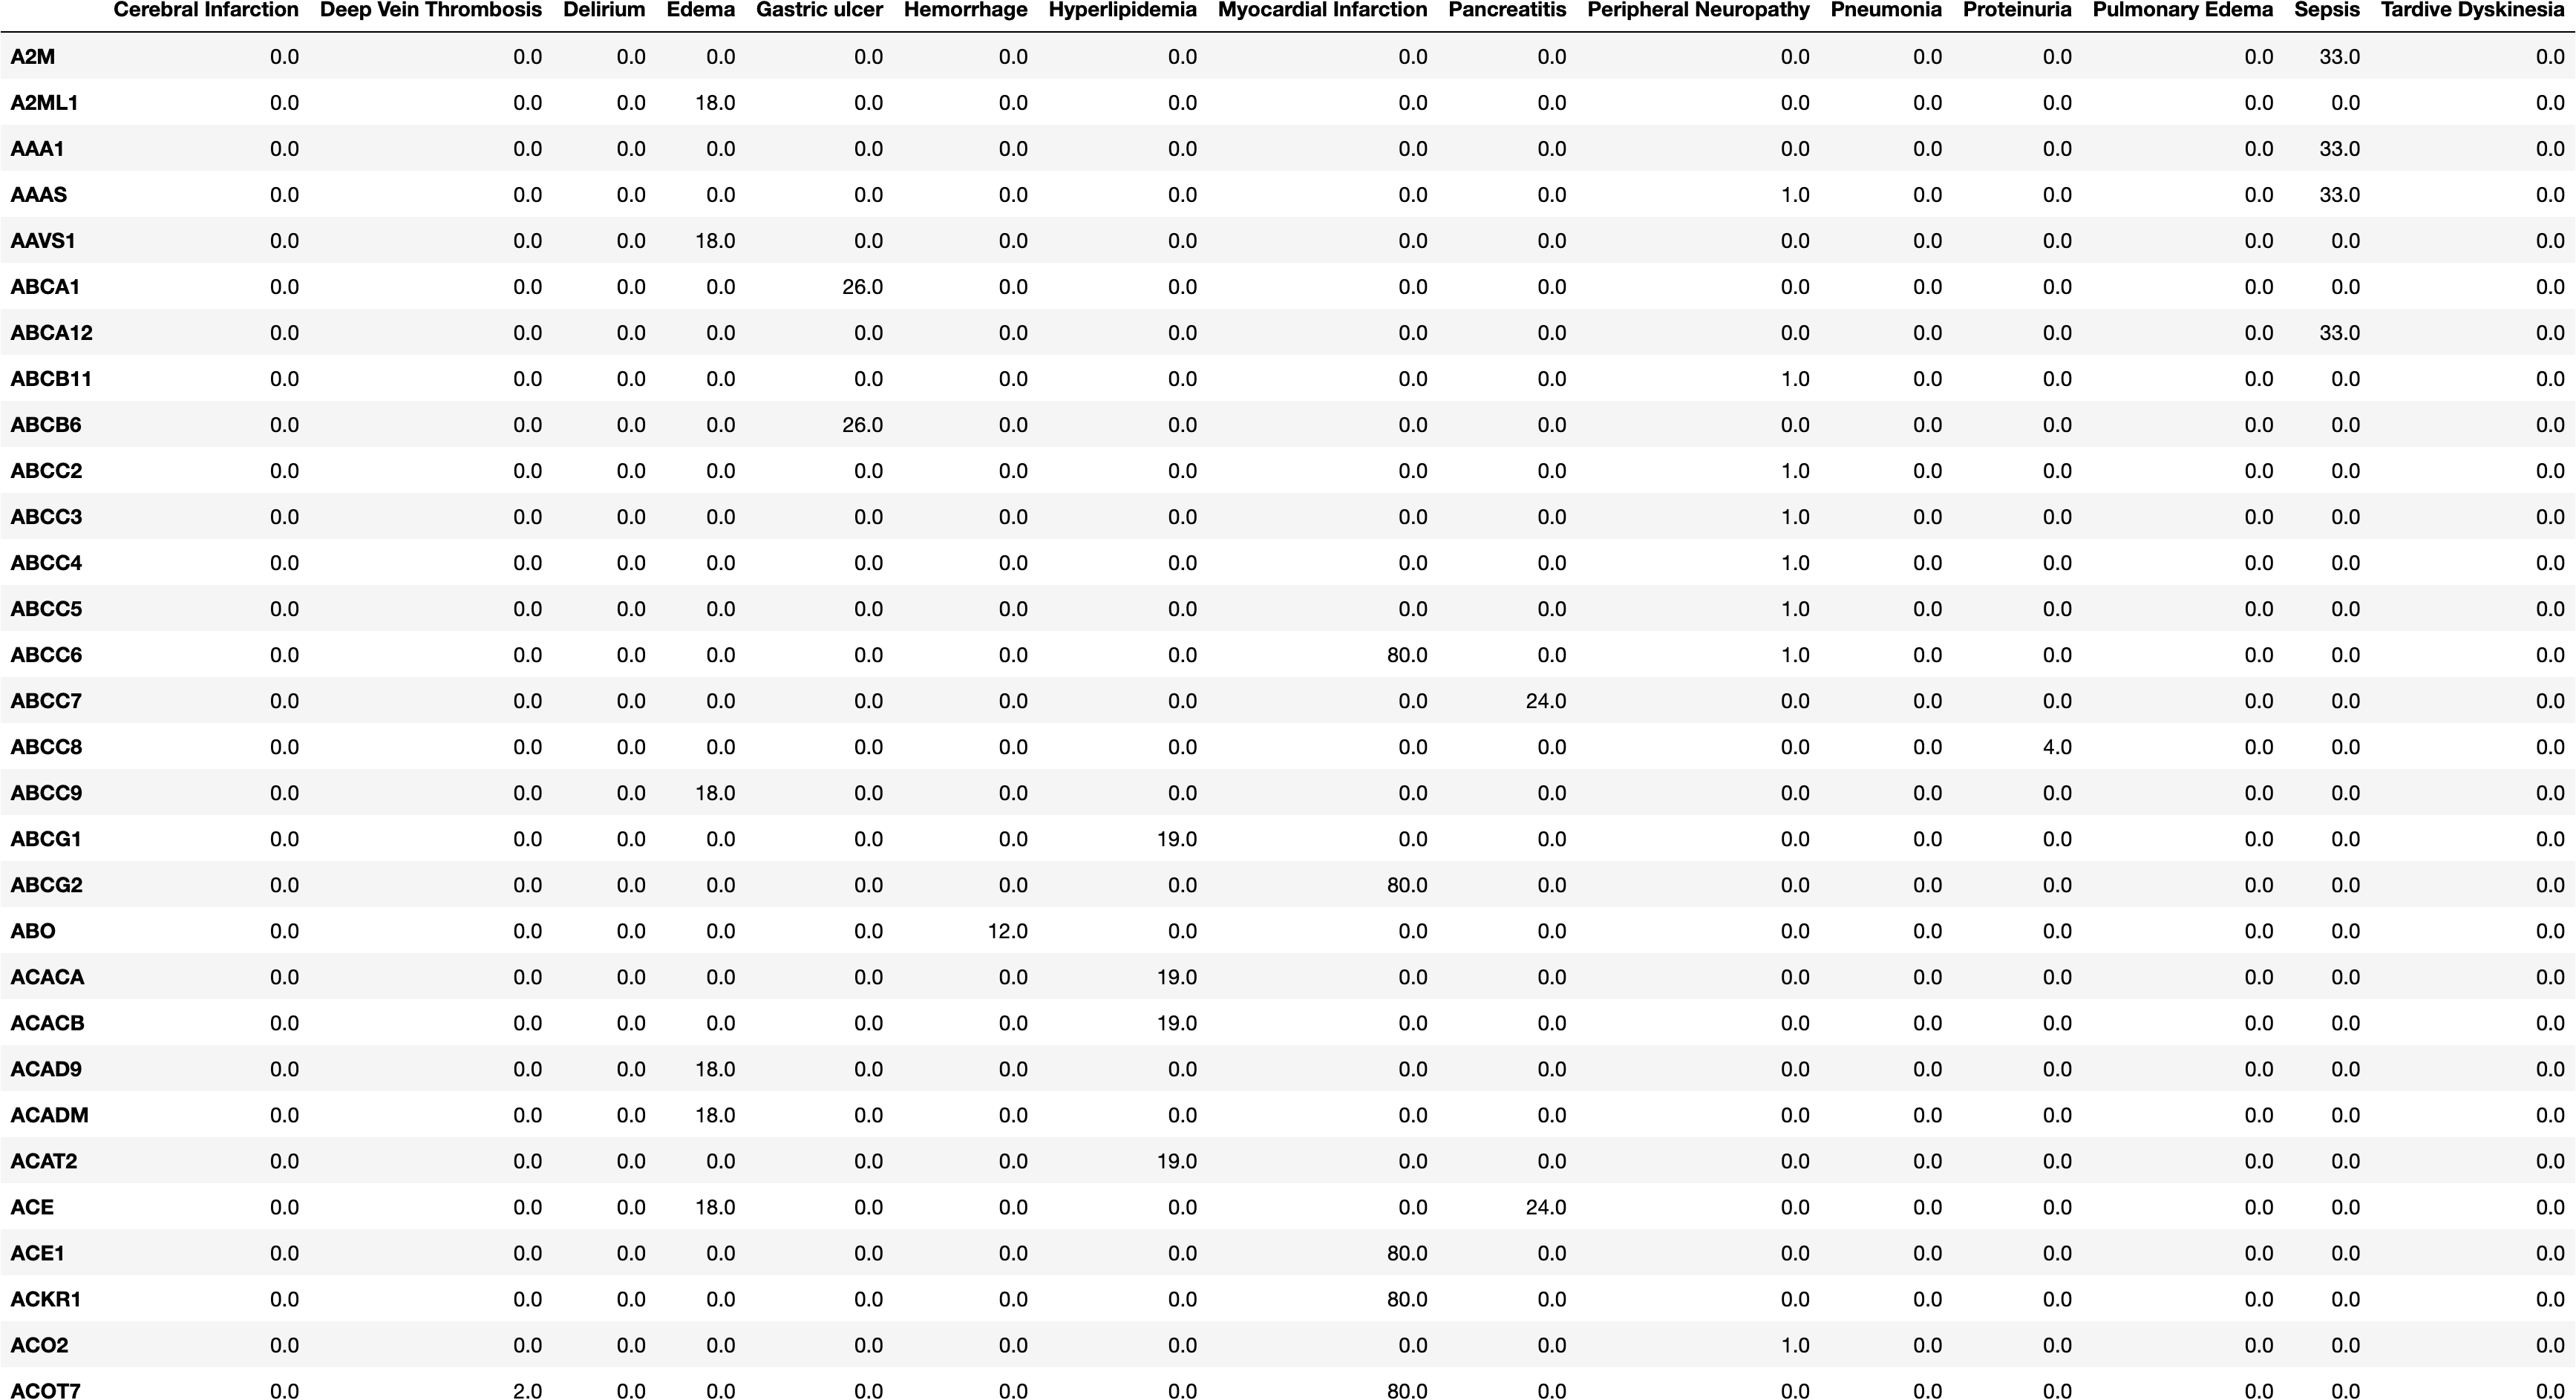 Cerebral Infarction Deep Vein Thrombosis Delirium Edema Gastric ulcer Hemorrhage Hyperlipidemia Myocardial Infarction Pancreatitis Peripheral Neuropathy Pneumonia Proteinuria Pulmonary Edema Sepsis Tardive Dyskinesia
A2M 0.0 0.0 0.0 0.0 0.0 0.0 0.0 0.0 0.0 0.0 0.0 0.0 0.0 33.0 0.0
A2ML1 0.0 0.0 0.0 18.0 0.0 0.0 0.0 0.0 0.0 0.0 0.0 0.0 0.0 0.0 0.0
AAA1 0.0 0.0 0.0 0.0 0.0 0.0 0.0 0.0 0.0 0.0 0.0 0.0 0.0 33.0 0.0
AAAS 0.0 0.0 0.0 0.0 0.0 0.0 0.0 0.0 0.0 1.0 0.0 0.0 0.0 33.0 0.0
AAVS1 0.0 0.0 0.0 18.0 0.0 0.0 0.0 0.0 0.0 0.0 0.0 0.0 0.0 0.0 0.0
ABCA1 0.0 0.0 0.0 0.0 26.0 0.0 0.0 0.0 0.0 0.0 0.0 0.0 0.0 0.0 0.0
ABCA12 0.0 0.0 0.0 0.0 0.0 0.0 0.0 0.0 0.0 0.0 0.0 0.0 0.0 33.0 0.0
ABCB11 0.0 0.0 0.0 0.0 0.0 0.0 0.0 0.0 0.0 1.0 0.0 0.0 0.0 0.0 0.0
ABCB6 0.0 0.0 0.0 0.0 26.0 0.0 0.0 0.0 0.0 0.0 0.0 0.0 0.0 0.0 0.0
ABCC2 0.0 0.0 0.0 0.0 0.0 0.0 0.0 0.0 0.0 1.0 0.0 0.0 0.0 0.0 0.0
ABCC3 0.0 0.0 0.0 0.0 0.0 0.0 0.0 0.0 0.0 1.0 0.0 0.0 0.0 0.0 0.0
ABCC4 0.0 0.0 0.0 0.0 0.0 0.0 0.0 0.0 0.0 1.0 0.0 0.0 0.0 0.0 0.0
ABCC5 0.0 0.0 0.0 0.0 0.0 0.0 0.0 0.0 0.0 1.0 0.0 0.0 0.0 0.0 0.0
ABCC6 0.0 0.0 0.0 0.0 0.0 0.0 0.0 80.0 0.0 1.0 0.0 0.0 0.0 0.0 0.0
ABCC7 0.0 0.0 0.0 0.0 0.0 0.0 0.0 0.0 24.0 0.0 0.0 0.0 0.0 0.0 0.0
ABCC8 0.0 0.0 0.0 0.0 0.0 0.0 0.0 0.0 0.0 0.0 0.0 4.0 0.0 0.0 0.0
ABCC9 0.0 0.0 0.0 18.0 0.0 0.0 0.0 0.0 0.0 0.0 0.0 0.0 0.0 0.0 0.0
ABCG1 0.0 0.0 0.0 0.0 0.0 0.0 19.0 0.0 0.0 0.0 0.0 0.0 0.0 0.0 0.0
ABCG2 0.0 0.0 0.0 0.0 0.0 0.0 0.0 80.0 0.0 0.0 0.0 0.0 0.0 0.0 0.0
ABO 0.0 0.0 0.0 0.0 0.0 12.0 0.0 0.0 0.0 0.0 0.0 0.0 0.0 0.0 0.0
ACACA 0.0 0.0 0.0 0.0 0.0 0.0 19.0 0.0 0.0 0.0 0.0 0.0 0.0 0.0 0.0
ACACB 0.0 0.0 0.0 0.0 0.0 0.0 19.0 0.0 0.0 0.0 0.0 0.0 0.0 0.0 0.0
ACAD9 0.0 0.0 0.0 18.0 0.0 0.0 0.0 0.0 0.0 0.0 0.0 0.0 0.0 0.0 0.0
ACADM 0.0 0.0 0.0 18.0 0.0 0.0 0.0 0.0 0.0 0.0 0.0 0.0 0.0 0.0 0.0
ACAT2 0.0 0.0 0.0 0.0 0.0 0.0 19.0 0.0 0.0 0.0 0.0 0.0 0.0 0.0 0.0
ACE 0.0 0.0 0.0 18.0 0.0 0.0 0.0 0.0 24.0 0.0 0.0 0.0 0.0 0.0 0.0
ACE1 0.0 0.0 0.0 0.0 0.0 0.0 0.0 80.0 0.0 0.0 0.0 0.0 0.0 0.0 0.0
ACKR1 0.0 0.0 0.0 0.0 0.0 0.0 0.0 80.0 0.0 0.0 0.0 0.0 0.0 0.0 0.0
ACO2 0.0 0.0 0.0 0.0 0.0 0.0 0.0 0.0 0.0 1.0 0.0 0.0 0.0 0.0 0.0
ACOT7 0.0 2.0 0.0 0.0 0.0 0.0 0.0 80.0 0.0 0.0 0.0 0.0 0.0 0.0 0.0